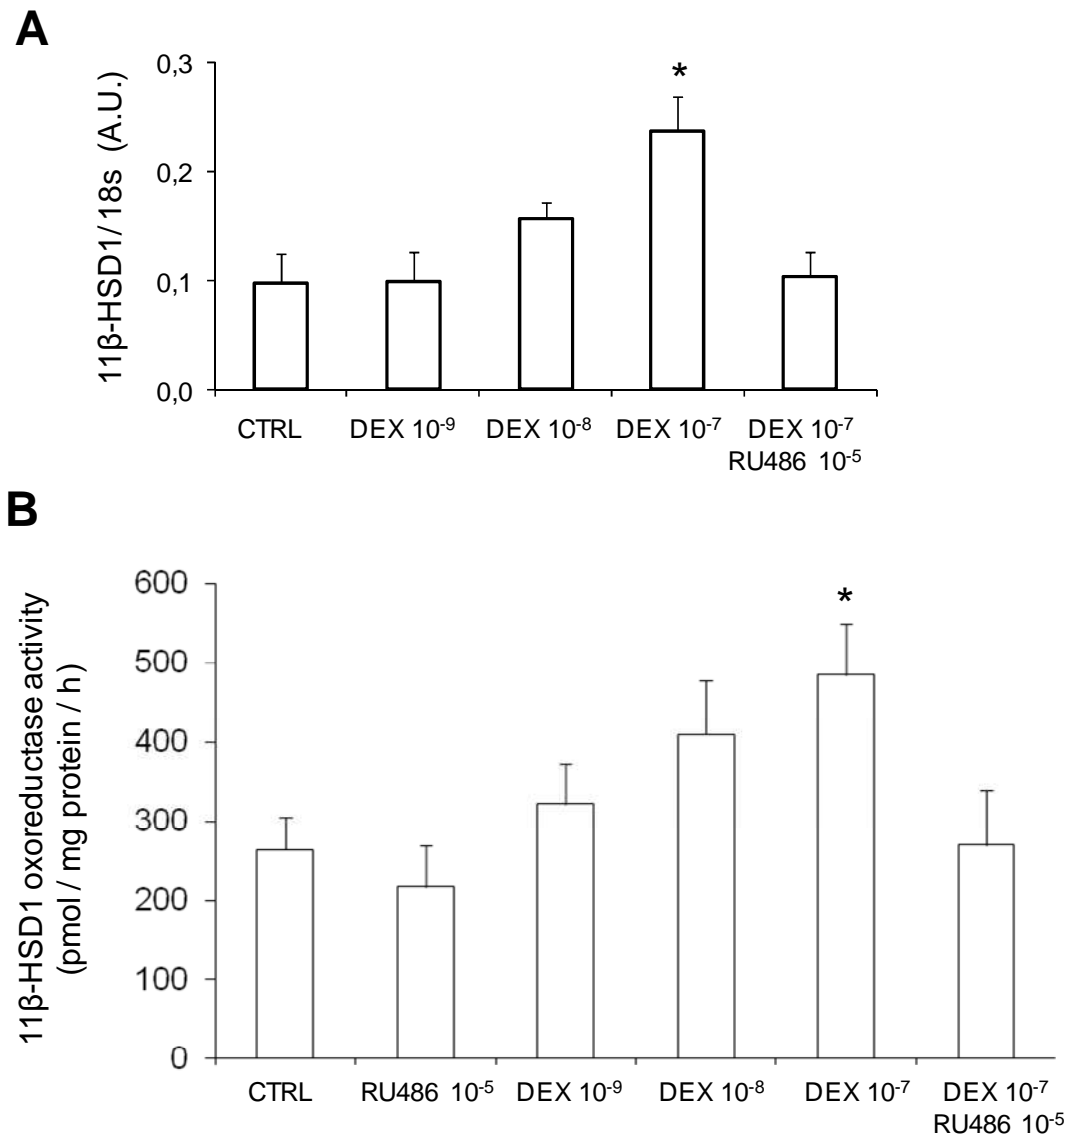 A
11β-HSD1/18s (A.U.)
0,3
*
0,2
0,1
0,0
CTRL DEX 10⁻⁹ DEX 10⁻⁸ DEX 10⁻⁷ DEX 10⁻⁷
RU486 10⁻⁵
B
11β-HSD1 oxoreductase activity
(pmol / mg protein / h)
600
*
500
400
300
200
100
0
CTRL RU486 10⁻⁵ DEX 10⁻⁹ DEX 10⁻⁸ DEX 10⁻⁷ DEX 10⁻⁷
RU486 10⁻⁵